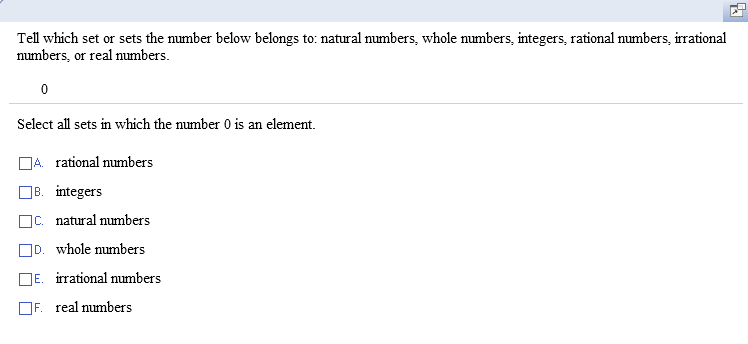 Tell which set or sets the number below belongs to: natural numbers, whole numbers, integers, rational numbers, irrational
numbers, or real numbers.
0
Select all sets in which the number 0 is an element.
A. rational numbers
B. integers
C. natural numbers
D. whole numbers
E. irrational numbers
F. real numbers